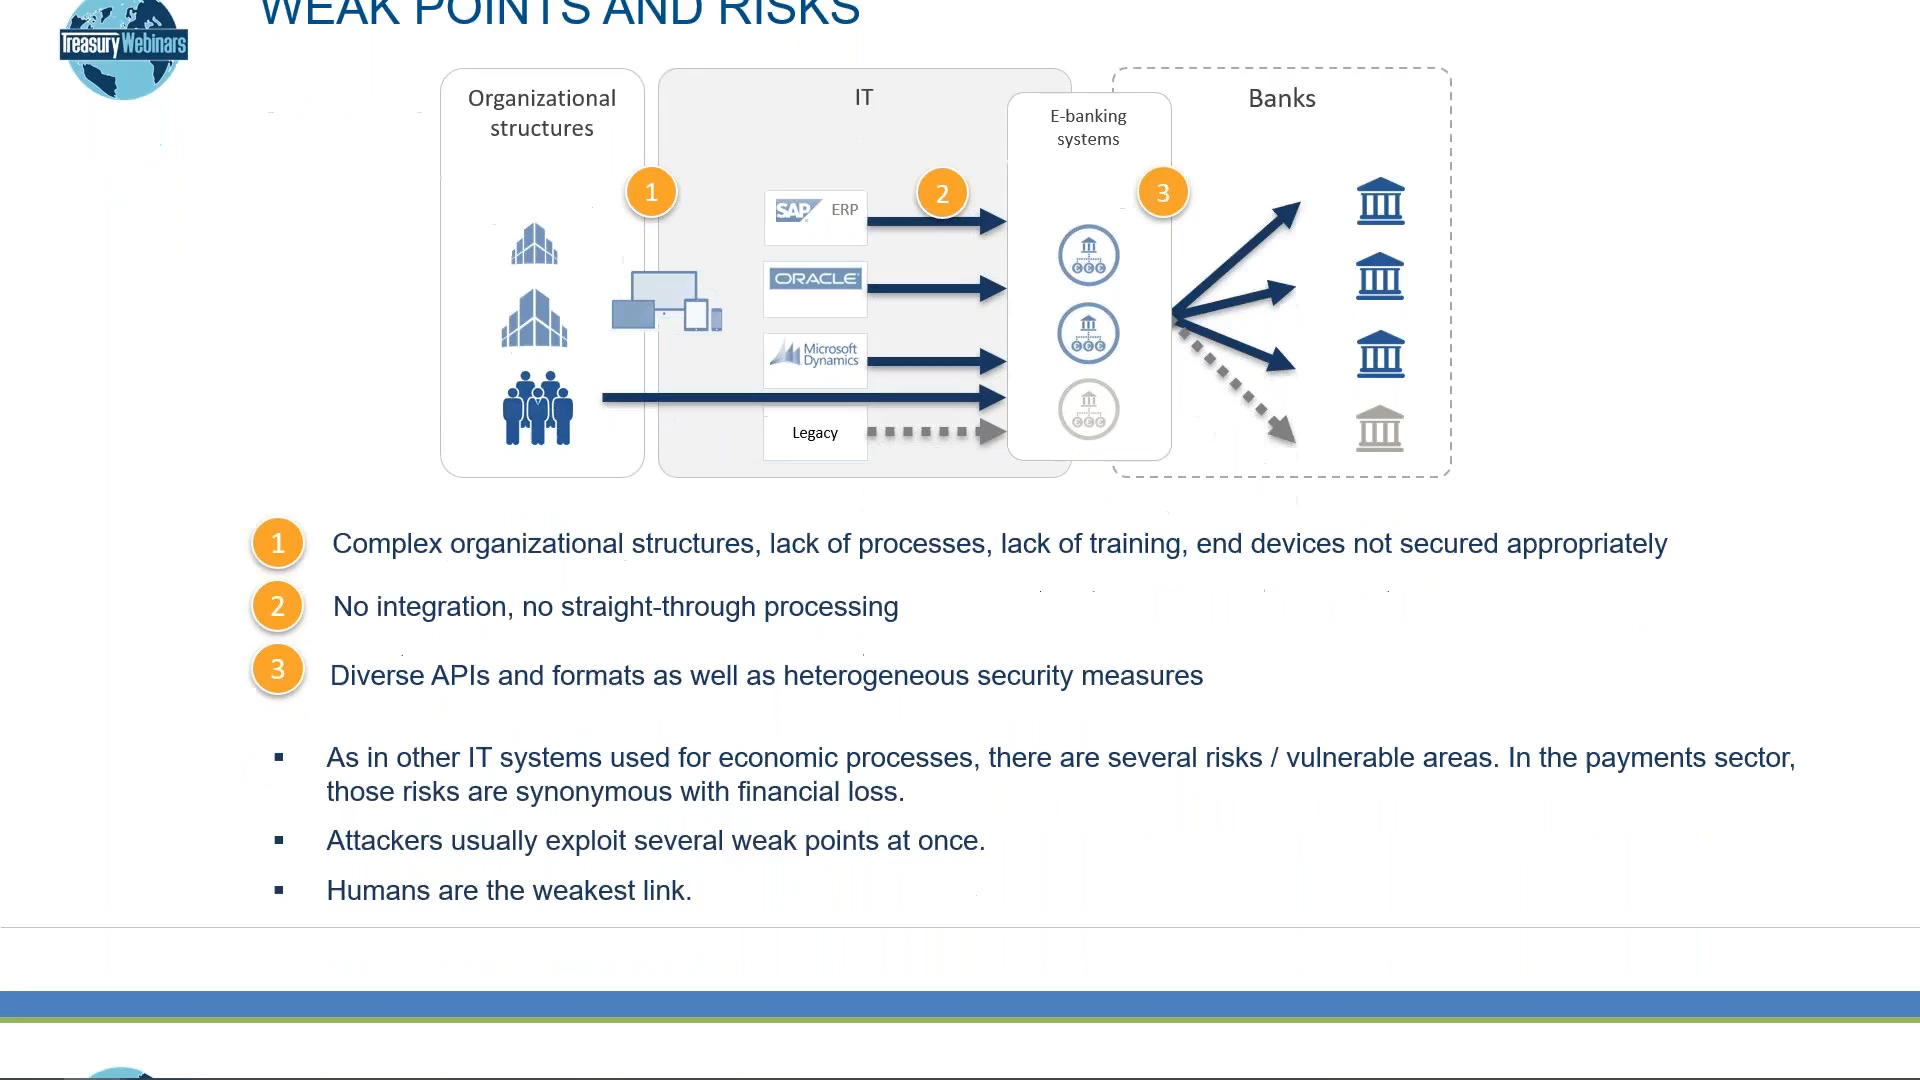 WEAK POINTS AND RISKS
Treasury Webinars
Organizational
structures
IT
E-banking
systems
Banks
1
2
3
SAP ERP
ORACLE
Microsoft
Dynamics
Legacy
1 Complex organizational structures, lack of processes, lack of training, end devices not secured appropriately
2 No integration, no straight-through processing
3 Diverse APIs and formats as well as heterogeneous security measures
▪ As in other IT systems used for economic processes, there are several risks / vulnerable areas. In the payments sector,
those risks are synonymous with financial loss.
▪ Attackers usually exploit several weak points at once.
▪ Humans are the weakest link.